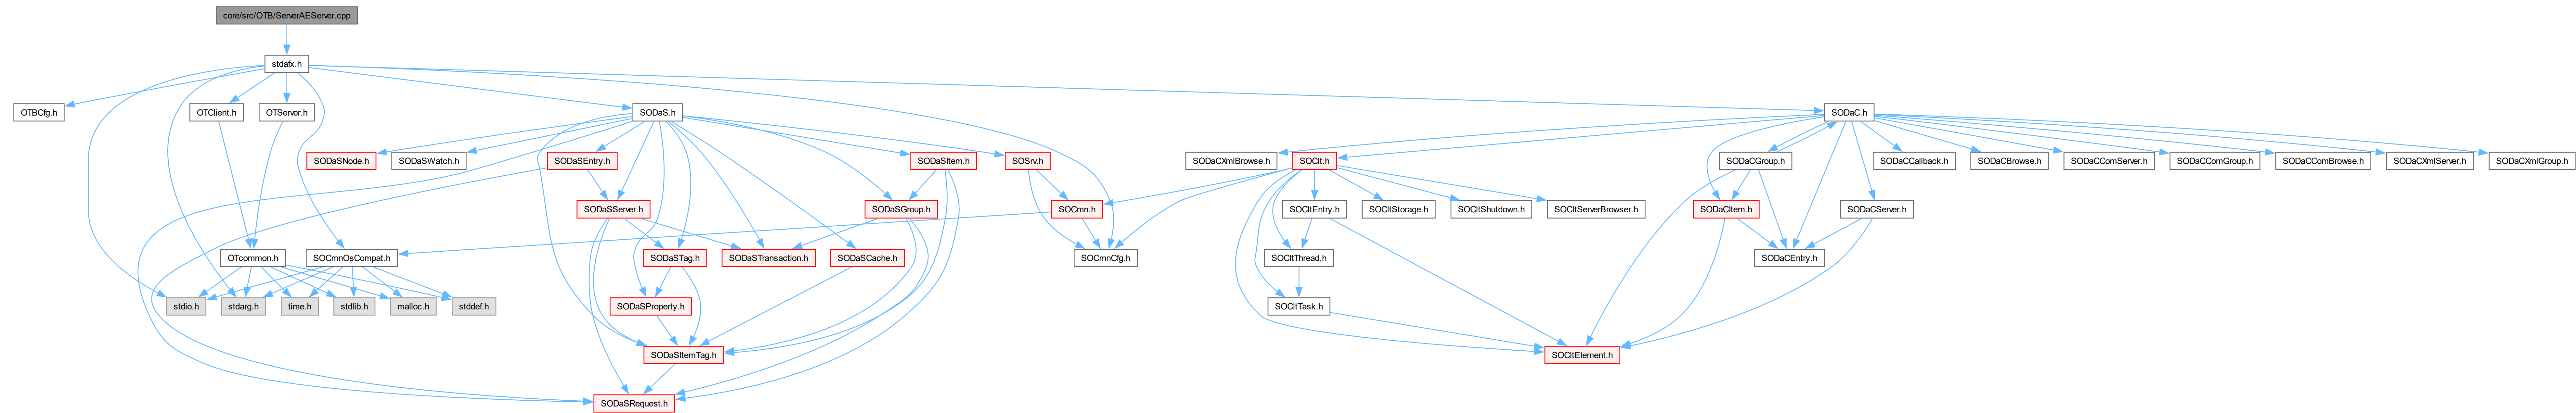 core/src/OTB/ServerAEServer.cpp
stdafx.h
OTBCfg.h
OTClient.h
OTServer.h
SODaS.h
SODaC.h
SODaSNode.h
SODaSWatch.h
SODaSEntry.h
SODaSItem.h
SOSrv.h
SODaCXmlBrowse.h
SOClt.h
SODaCGroup.h
SODaCCallback.h
SODaCBrowse.h
SODaCComServer.h
SODaCComGroup.h
SODaCComBrowse.h
SODaCXmlServer.h
SODaCXmlGroup.h
SODaSServer.h
SODaSGroup.h
SOCmn.h
SOCltEntry.h
SOCltStorage.h
SOCltShutdown.h
SOCltServerBrowser.h
SODaCItem.h
SODaCServer.h
OTcommon.h
SOCmnOsCompat.h
SODaSTag.h
SODaSTransaction.h
SODaSCache.h
SOCmnCfg.h
SOCltThread.h
SODaCEntry.h
stdio.h
stdarg.h
time.h
stdlib.h
malloc.h
stddef.h
SODaSProperty.h
SOCltTask.h
SODaSItemTag.h
SOCltElement.h
SODaSRequest.h